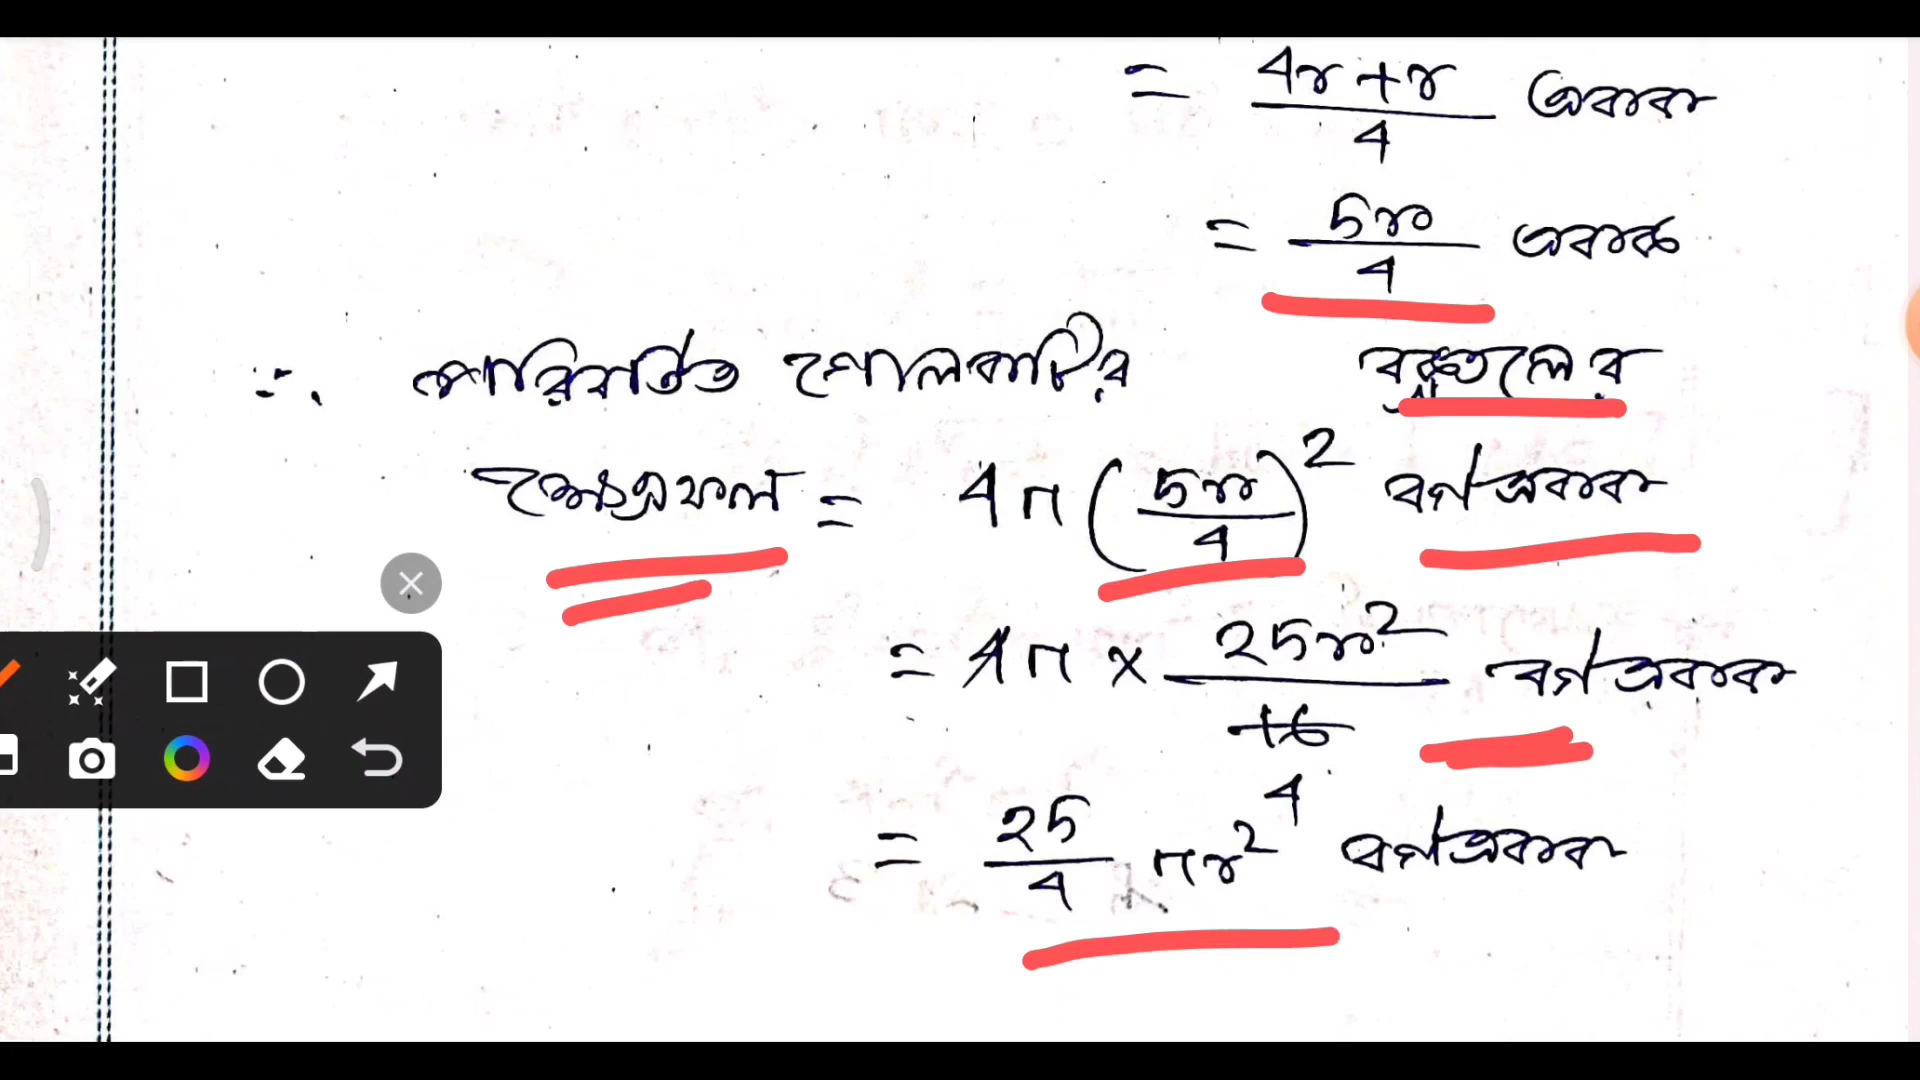 = 4r + r / 4 একক
= 5r / 4 একক
∴ পরিবর্তিত গোলকটির বক্রতলের
ক্ষেত্রফল = 4π (5r / 4)² বর্গএকক
= 4π × 25r² / 16 বর্গএকক
4
= 25 / 4 πr² বর্গএকক